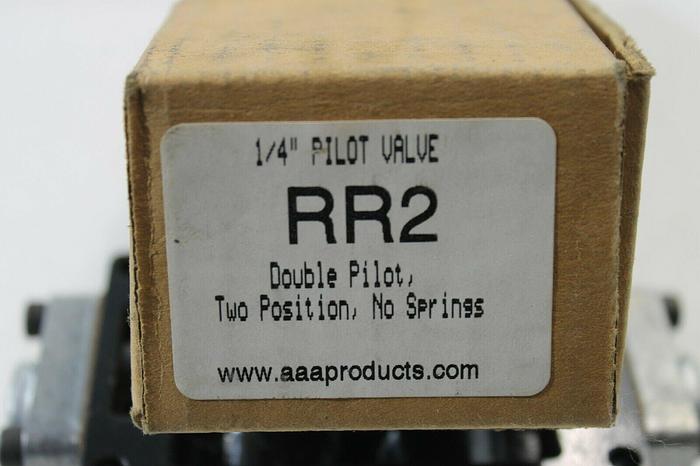 1/4" PILOT VALVE
RR2
Double Pilot,
Two Position, No Springs
www.aaaproducts.com